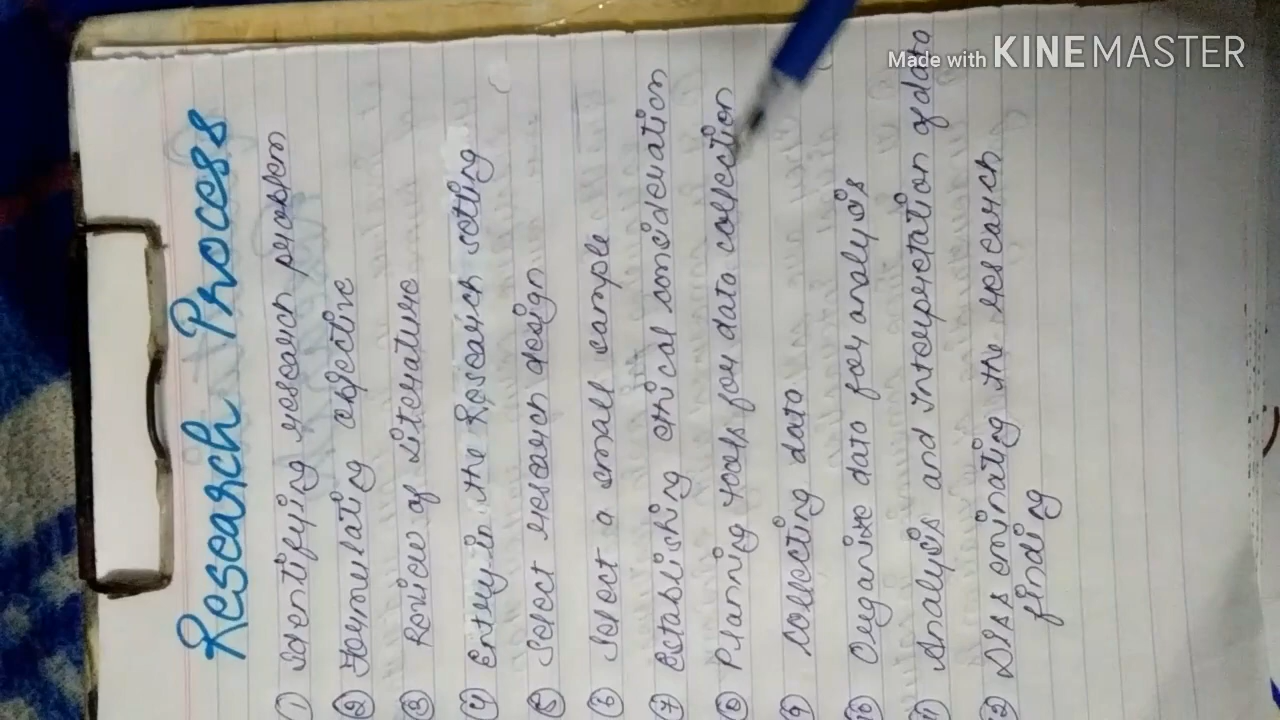 Research Process
① Identifying research problem
② Formulating objective
③ Review of Literature
④ Entry in the Research setting
⑤ Select research design
⑥ Select a small sample
⑦ Establishing ethical consideration
⑧ Planning tools for data collection
9 Collecting data
10 Organize data for analysis
11 Analysis and Interpretation of data
12 Disseminating the research
finding
Made with KINEMASTER